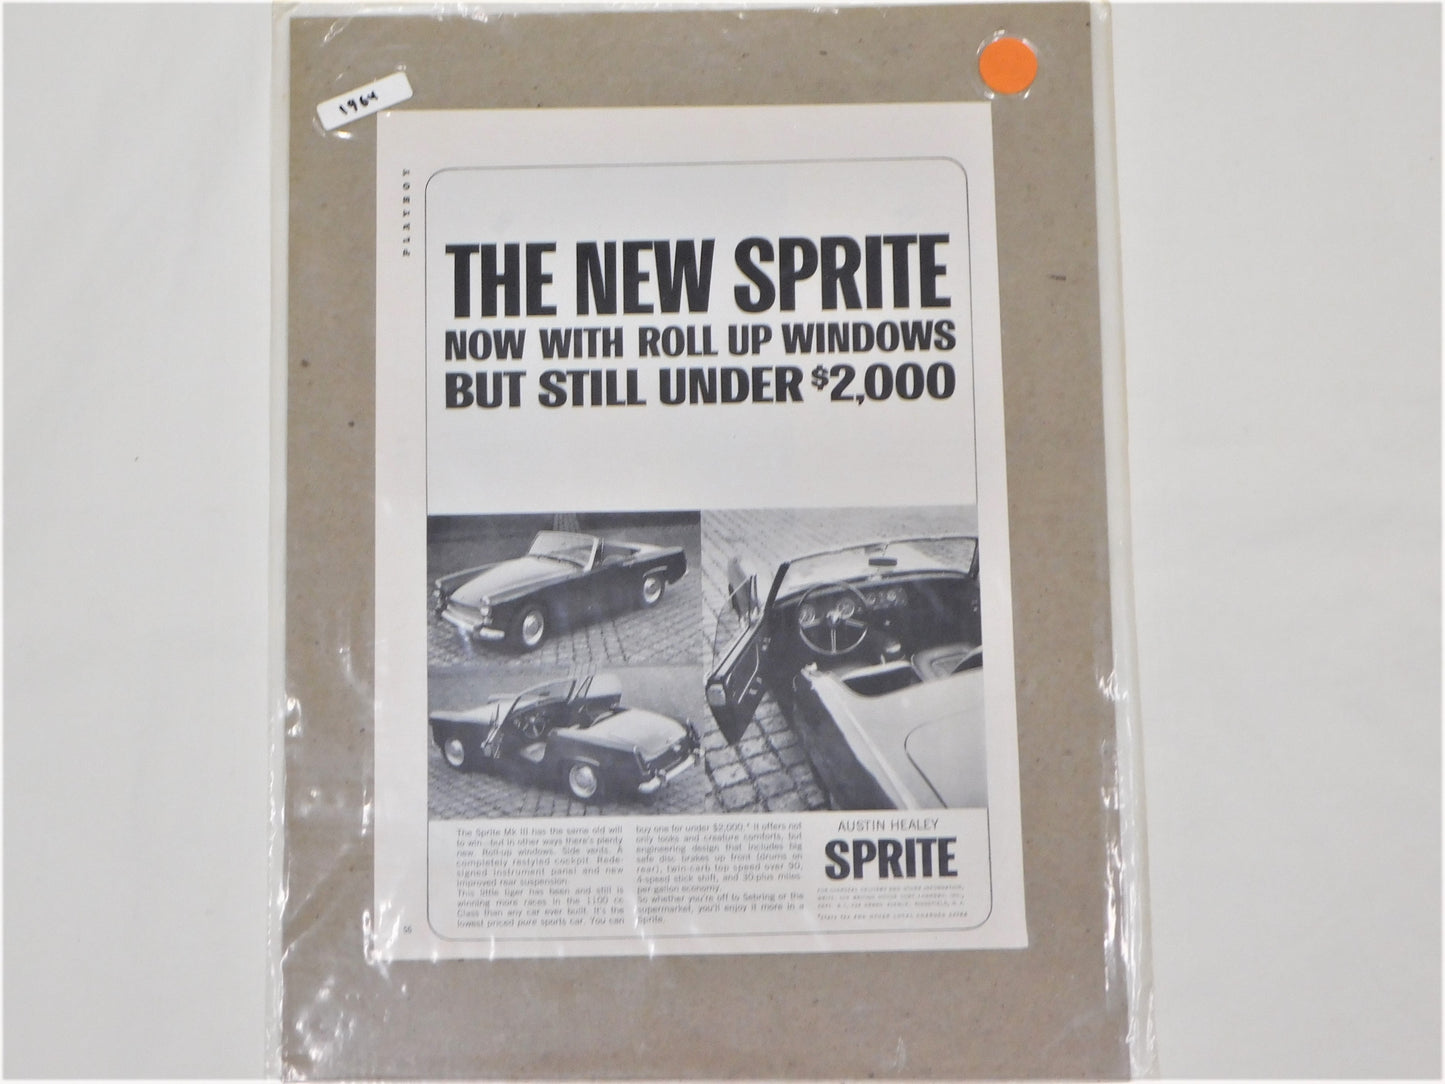 1964
PLAYBOY
THE NEW SPRITE
NOW WITH ROLL UP WINDOWS
BUT STILL UNDER $2,000
The Sprite Mk III has the same old will
to win—but in other ways there's plenty
new. Roll-up windows. Side vents. A
completely restyled cockpit. Rede-
signed instrument panel and new
improved rear suspension.
This little tiger has been and still is
winning more races in the 1100 cc
Class than any car ever built. It's the
lowest priced pure sports car. You can
buy one for under $2,000.* It offers not
only looks and creature comforts, but
engineering design that includes big
safe disc brakes up front (drums on
rear), twin-carb top speed over 90,
4-speed stick shift, and 30-plus miles-
per-gallon economy.
So whether you're off to Sebring or the
supermarket, you'll enjoy it more in a
Sprite.
AUSTIN HEALEY
SPRITE
56